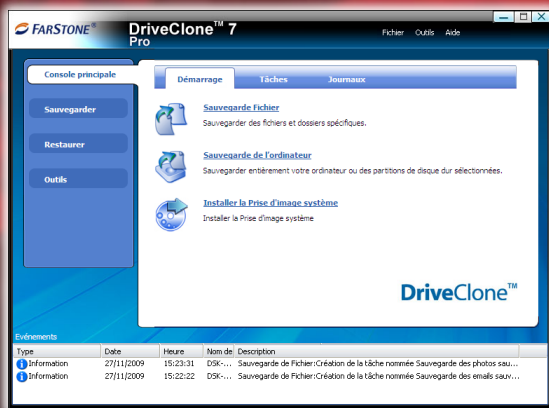 FARSTONE®
DriveClone™ 7
Pro
Fichier Outils Aide
Console principale
Sauvegarder
Restaurer
Outils
Démarrage Tâches Journaux
Sauvegarde Fichier
Sauvegarder des fichiers et dossiers spécifiques.
Sauvegarde de l'ordinateur
Sauvegarder entièrement votre ordinateur ou des partitions de disque dur sélectionnées.
Installer la Prise d'image système
Installer la Prise d'image système
DriveClone™
Evénements
Type Date Heure Nom de Description
Information 27/11/2009 15:23:31 DSK-... Sauvegarde de Fichier:Création de la tâche nommée Sauvegarde des photos sau...
Information 27/11/2009 15:22:22 DSK-... Sauvegarde de Fichier:Création de la tâche nommée Sauvegarde des emails sauv...